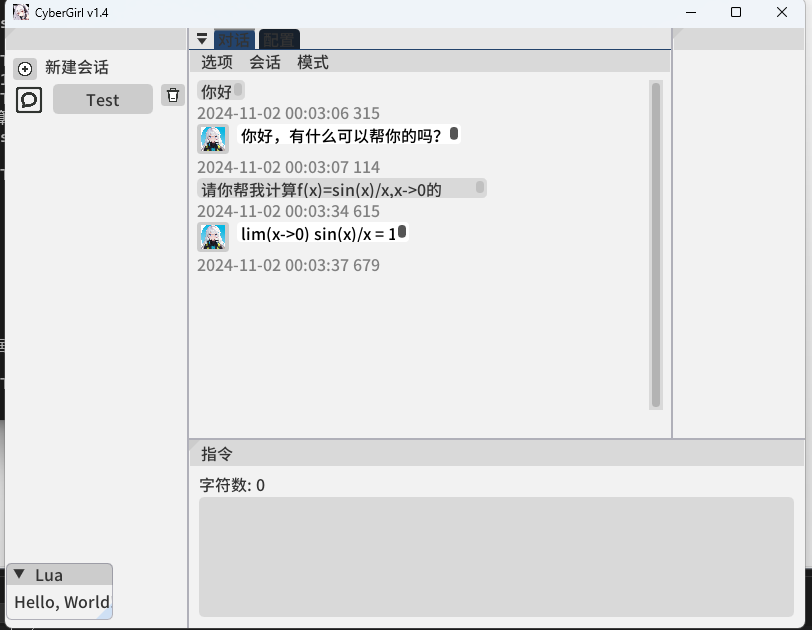 CyberGirl v1.4
新建会话
Test
对话 配置
选项 会话 模式
你好
2024-11-02 00:03:06 315
你好，有什么可以帮你的吗？
2024-11-02 00:03:07 114
请你帮我计算f(x)=sin(x)/x,x->0的
2024-11-02 00:03:34 615
lim(x->0) sin(x)/x = 1
2024-11-02 00:03:37 679
指令
字符数: 0
Lua
Hello, World